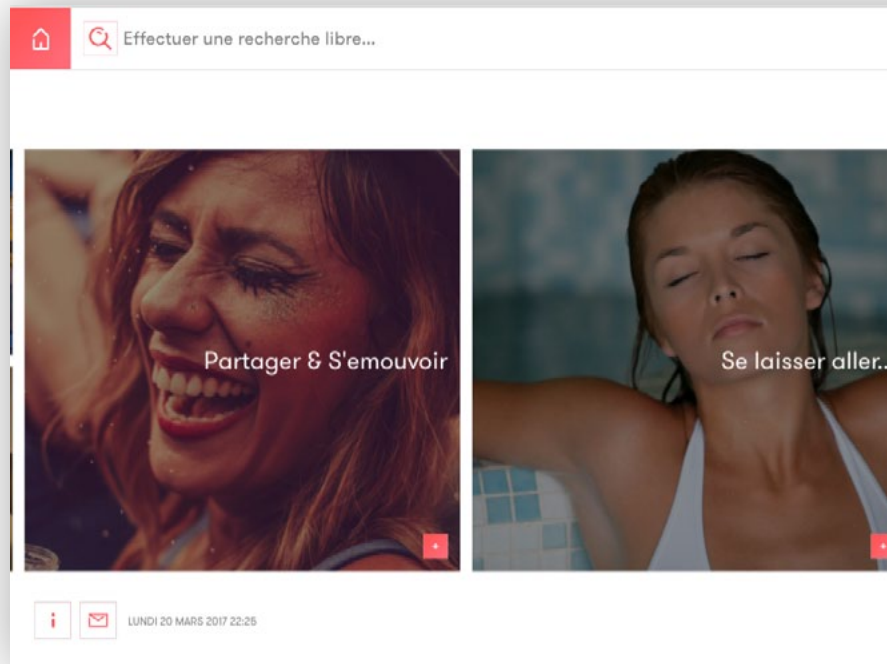 Effectuer une recherche libre...
Partager & S'emouvoir
Se laisser aller..
LUNDI 20 MARS 2017 22:25